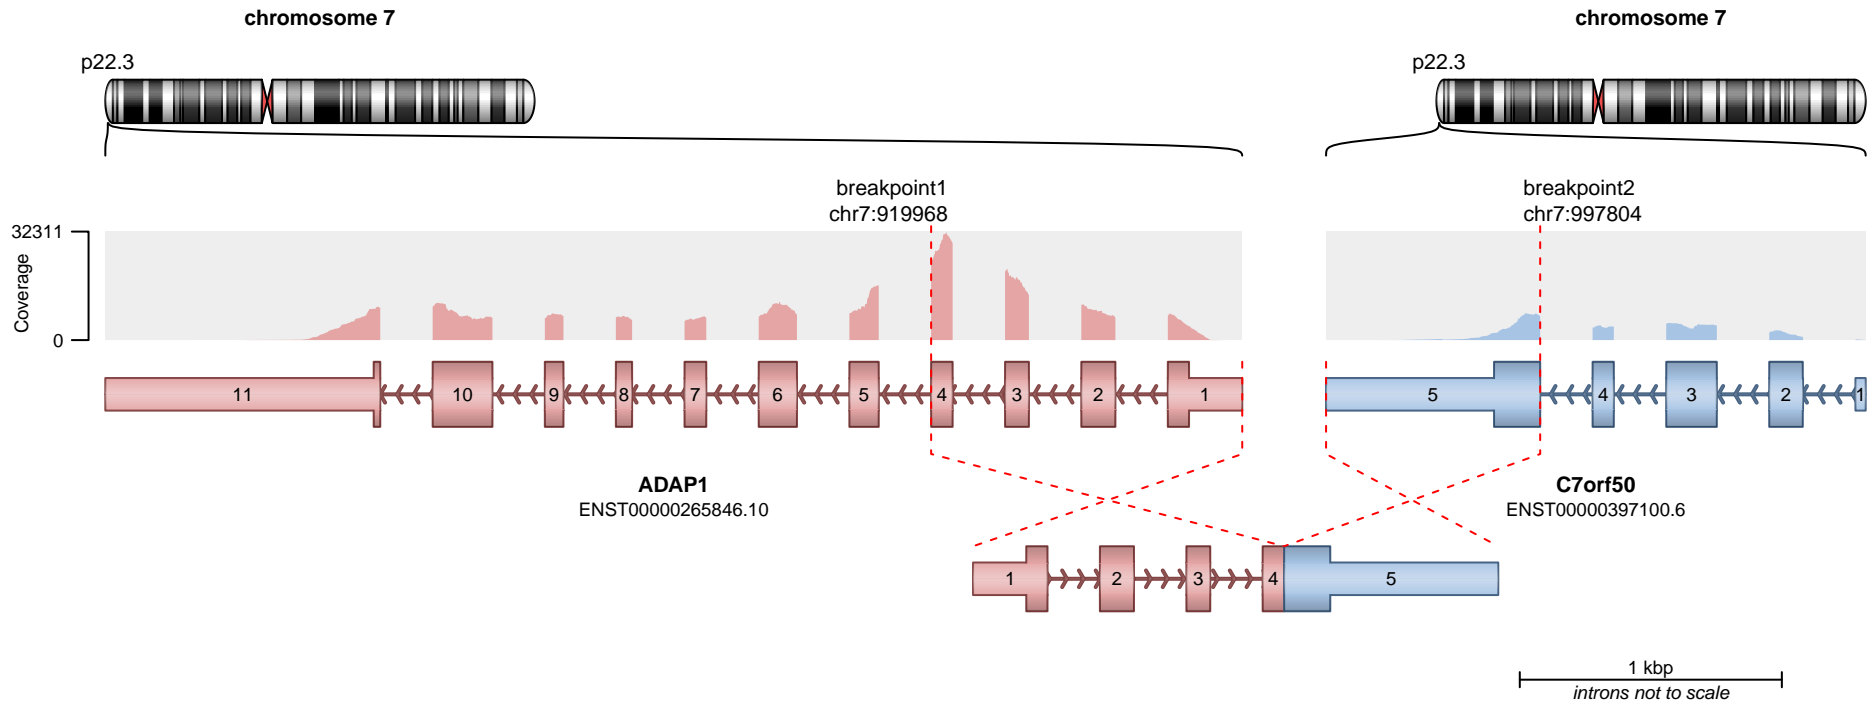 chromosome 7
chromosome 7
p22.3
p22.3
breakpoint1
chr7:919968
breakpoint2
chr7:997804
32311
Coverage
0
11 10 9 8 7 6 5 4 3 2 1
5 4 3 2 1
ADAP1
ENST00000265846.10
C7orf50
ENST00000397100.6
1 2 3 4 5
1 kbp
introns not to scale